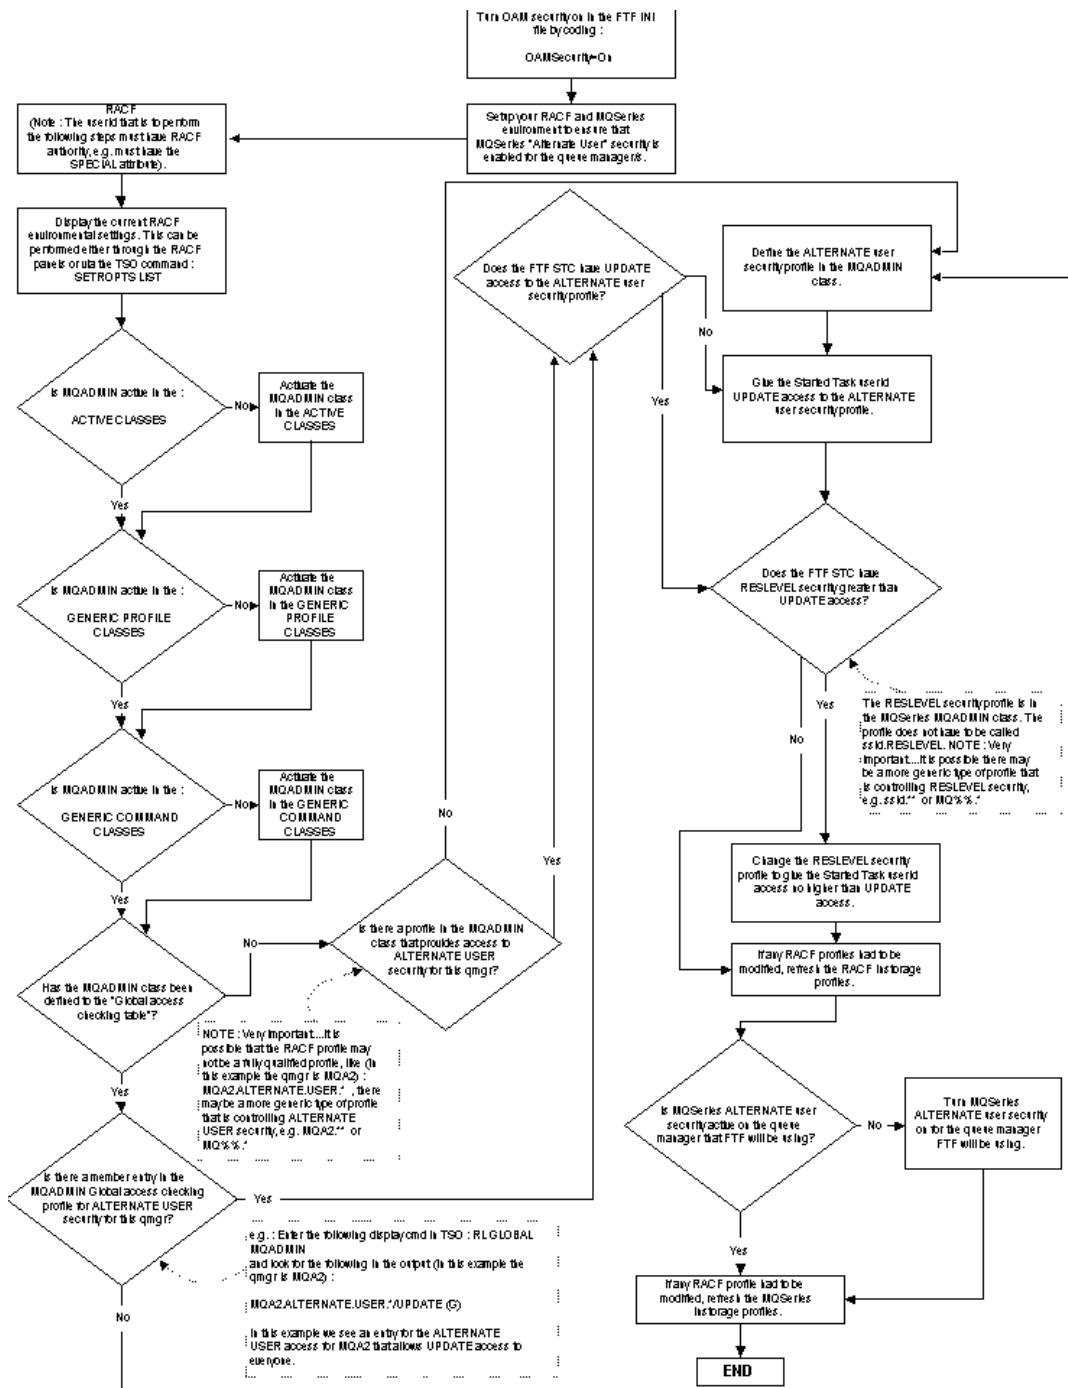 Turn OAM security on in the FTF INI
file by coding :
OAMSecurity=On
Setup your RACF and MQSeries
environment to ensure that
MQSeries "Alternate User" security is
enabled for the queue manager/s.
RACF
(Note : The userid that is to perform
the following steps must have RACF
authority, e.g. must have the
SPECIAL attribute).
Display the current RACF
environmental settings. This can be
performed either through the RACF
panels or via the TSO command :
SETROPTS LIST
Is MQADMIN active in the :
ACTIVE CLASSES
No
Activate the
MQADMIN class
in the ACTIVE
CLASSES
Yes
Is MQADMIN active in the :
GENERIC PROFILE
CLASSES
No
Activate the
MQADMIN class
in the GENERIC
PROFILE
CLASSES
Yes
Is MQADMIN active in the :
GENERIC COMMAND
CLASSES
No
Activate the
MQADMIN class
in the GENERIC
COMMAND
CLASSES
Yes
Has the MQADMIN class been
defined to the "Global access
checking table"?
No
Yes
Is there a profile in the MQADMIN
class that provides access to
ALTERNATE USER
security for this qmgr?
No
Yes
NOTE : Very important....It is
possible that the RACF profile may
not be a fully qualified profile, like (in
this example the qmgr is MQA2) :
MQA2.ALTERNATE.USER.* , there
may be a more generic type of profile
that is controlling ALTERNATE
USER security, e.g. MQA2.** or
MQ%%.*
Is there a member entry in the
MQADMIN Global access checking
profile for ALTERNATE USER
security for this qmgr?
Yes
No
e.g. : Enter the following display cmd in TSO : RL GLOBAL
MQADMIN
and look for the following in the output (in this example the
qmgr is MQA2) :
MQA2.ALTERNATE.USER.*/UPDATE (G)
In this example we see an entry for the ALTERNATE
USER access for MQA2 that allows UPDATE access to
everyone.
Does the FTF STC have UPDATE
access to the ALTERNATE user
security profile?
No
Yes
Define the ALTERNATE user
security profile in the MQADMIN
class.
Give the Started Task userid
UPDATE access to the ALTERNATE
user security profile.
Does the FTF STC have
RESLEVEL security greater than
UPDATE access?
No
Yes
The RESLEVEL security profile is in
the MQSeries MQADMIN class. The
profile does not have to be called
ssid.RESLEVEL. NOTE : Very
important....It is possible there may
be a more generic type of profile that
is controlling RESLEVEL security,
e.g. ssid.** or MQ%%.*
Change the RESLEVEL security
profile to give the Started Task userid
access no higher than UPDATE
access.
If any RACF profiles had to be
modified, refresh the RACF Instorage
profiles.
Is MQSeries ALTERNATE user
security active on the queue
manager that FTF will be using?
No
Turn MQSeries
ALTERNATE user security
on for the queue manager
FTF will be using.
Yes
If any RACF profile had to be
modified, refresh the MQSeries
Instorage profiles.
END